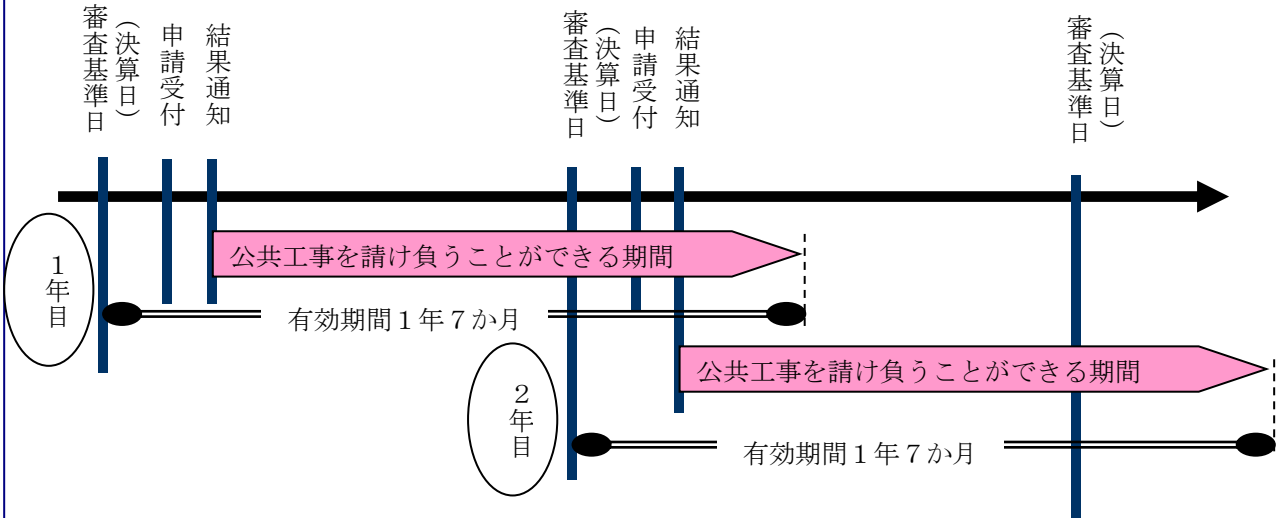 審査基準日
（決算日）
申請受付
結果通知
審査基準日
（決算日）
申請受付
結果通知
審査基準日
（決算日）
１年目
公共工事を請け負うことができる期間
有効期間１年７か月
２年目
公共工事を請け負うことができる期間
有効期間１年７か月